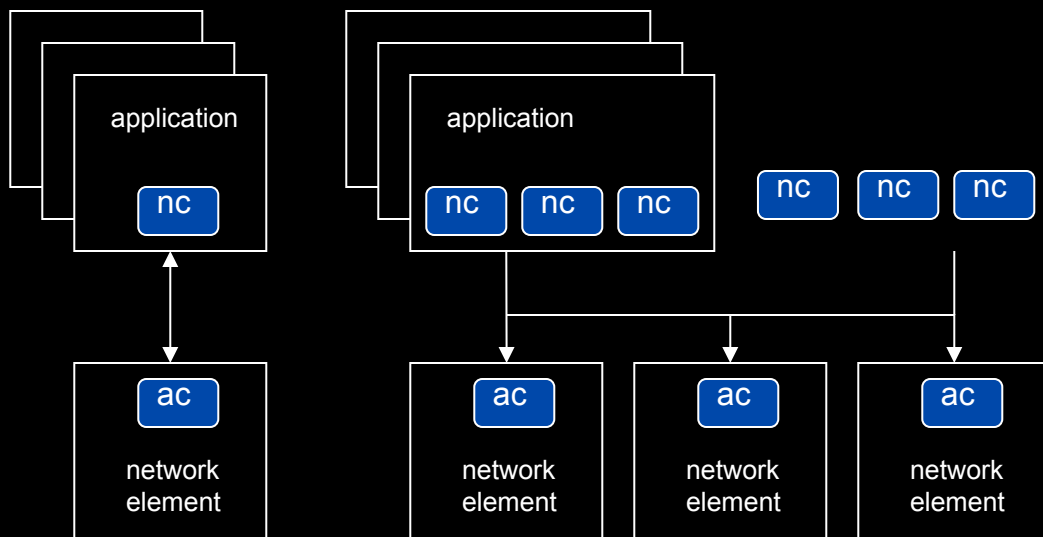 application
application
nc
nc
nc
nc
nc
nc
nc
ac
ac
ac
ac
network
element
network
element
network
element
network
element